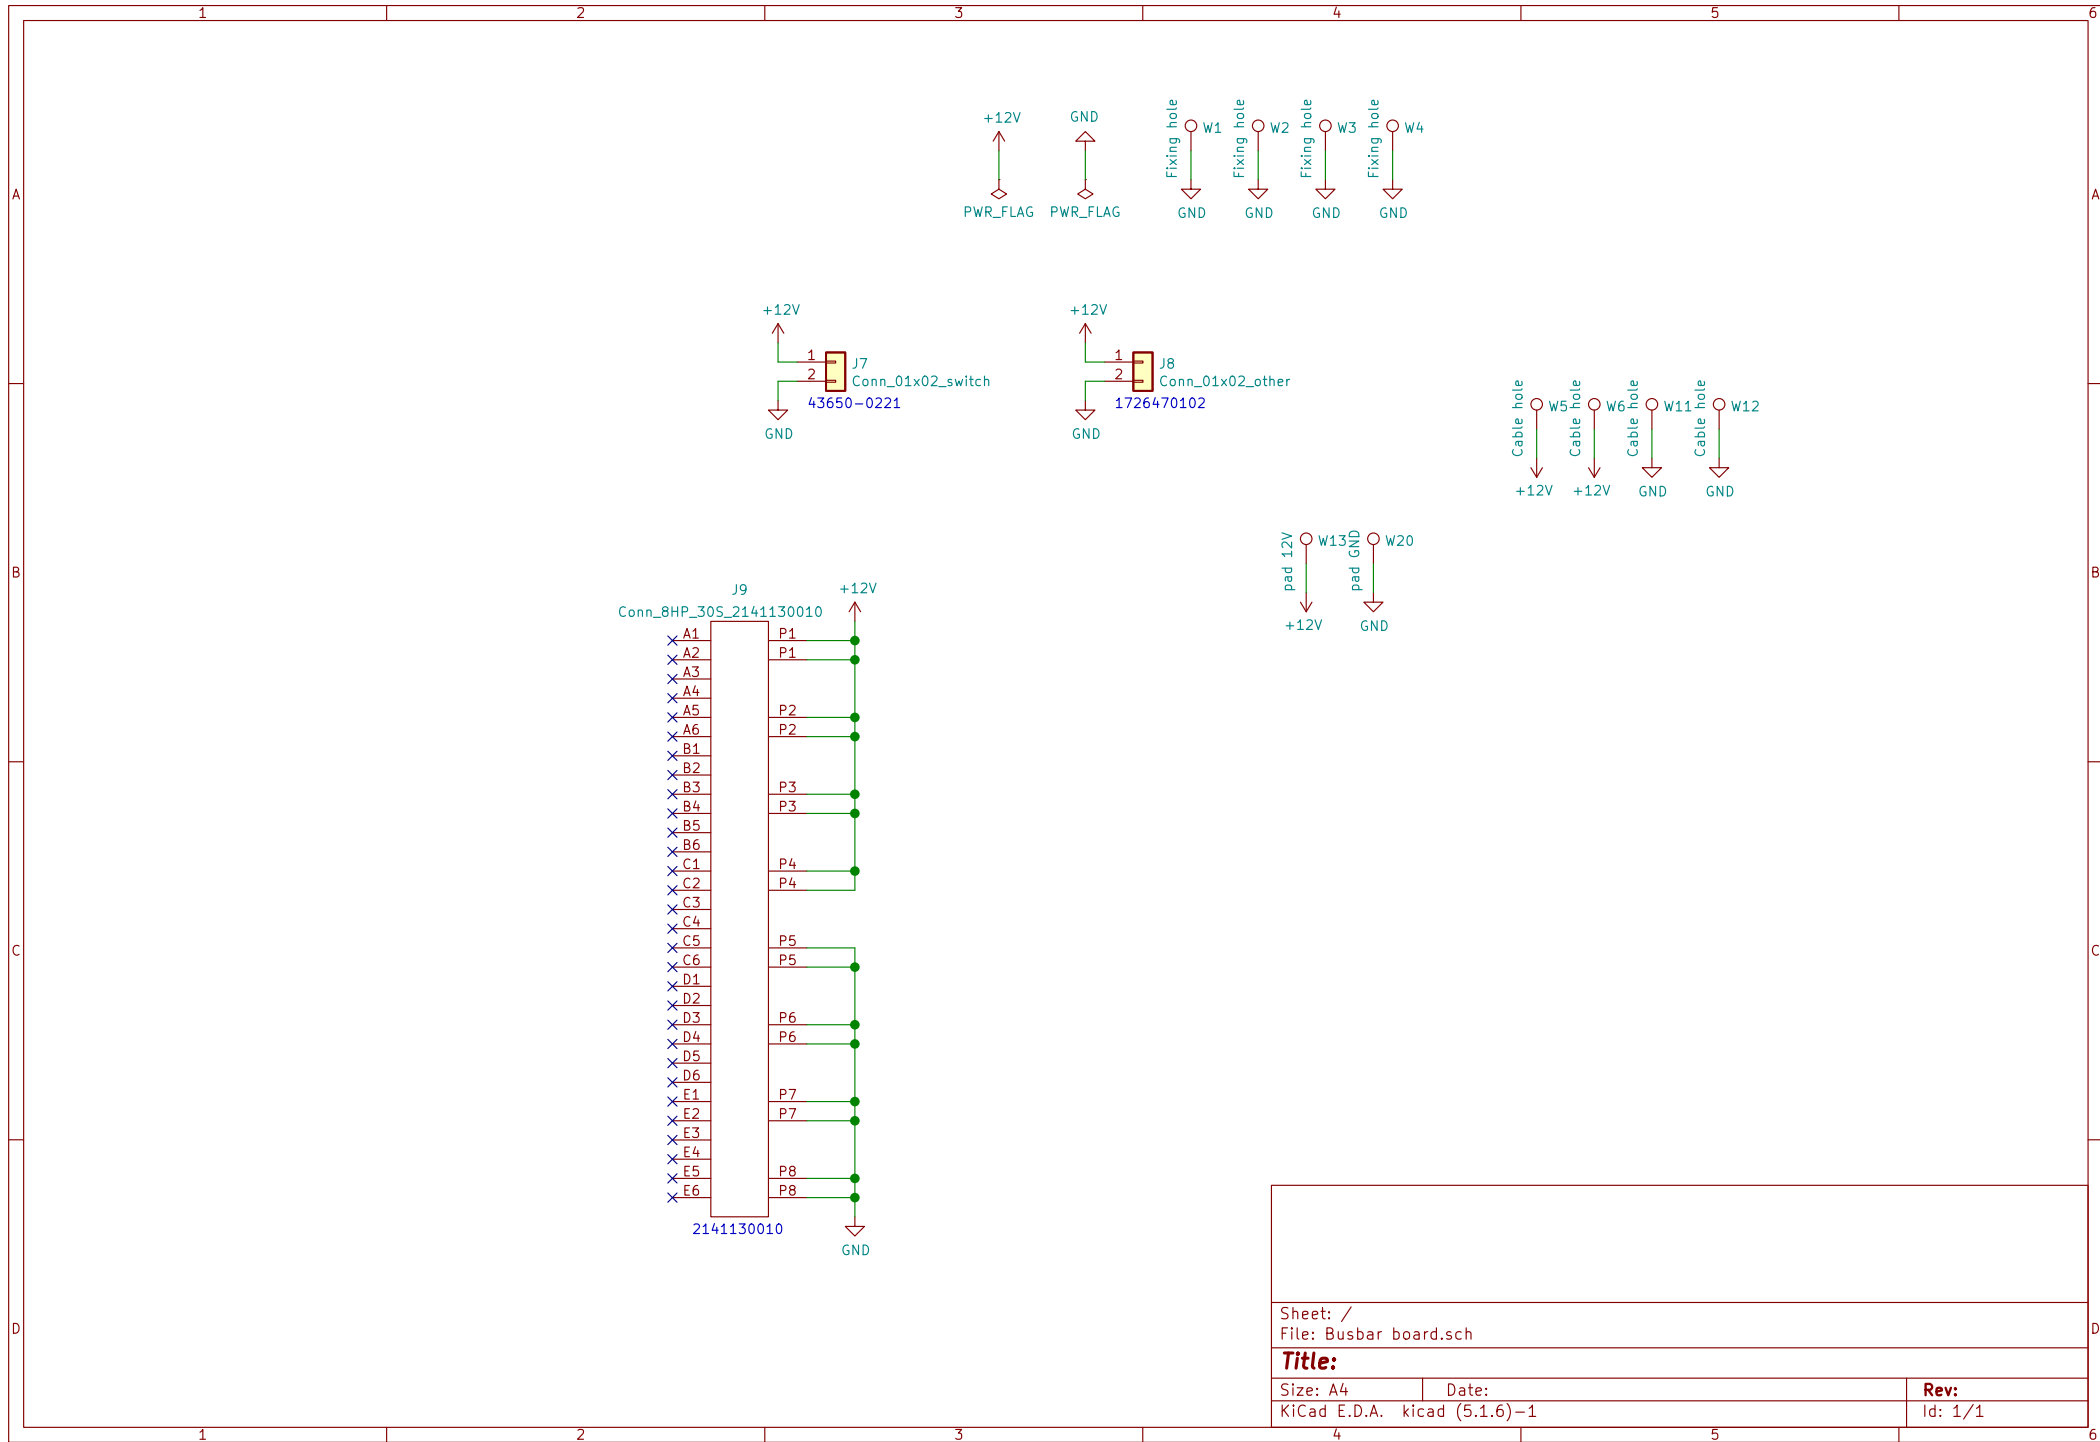 1 2 3 4 5 6
A A
B B
C C
D D
1 2 3 4 5 6
+12V
PWR_FLAG
GND
PWR_FLAG
Fixing hole W1
GND
Fixing hole W2
GND
Fixing hole W3
GND
Fixing hole W4
GND
+12V
1
2
J7
Conn_01x02_switch
43650-0221
GND
+12V
1
2
J8
Conn_01x02_other
1726470102
GND
Cable hole W5
+12V
Cable hole W6
+12V
Cable hole W11
GND
Cable hole W12
GND
pad 12V W13
+12V
pad GND W20
GND
J9
Conn_8HP_30S_2141130010
+12V
A1 P1
A2 P1
A3
A4
A5 P2
A6 P2
B1
B2
B3 P3
B4 P3
B5
B6
C1 P4
C2 P4
C3
C4
C5 P5
C6 P5
D1
D2
D3 P6
D4 P6
D5
D6
E1 P7
E2 P7
E3
E4
E5 P8
E6 P8
2141130010
GND
Sheet: /
File: Busbar board.sch
Title:
Size: A4 Date: Rev:
KiCad E.D.A. kicad (5.1.6)-1 Id: 1/1